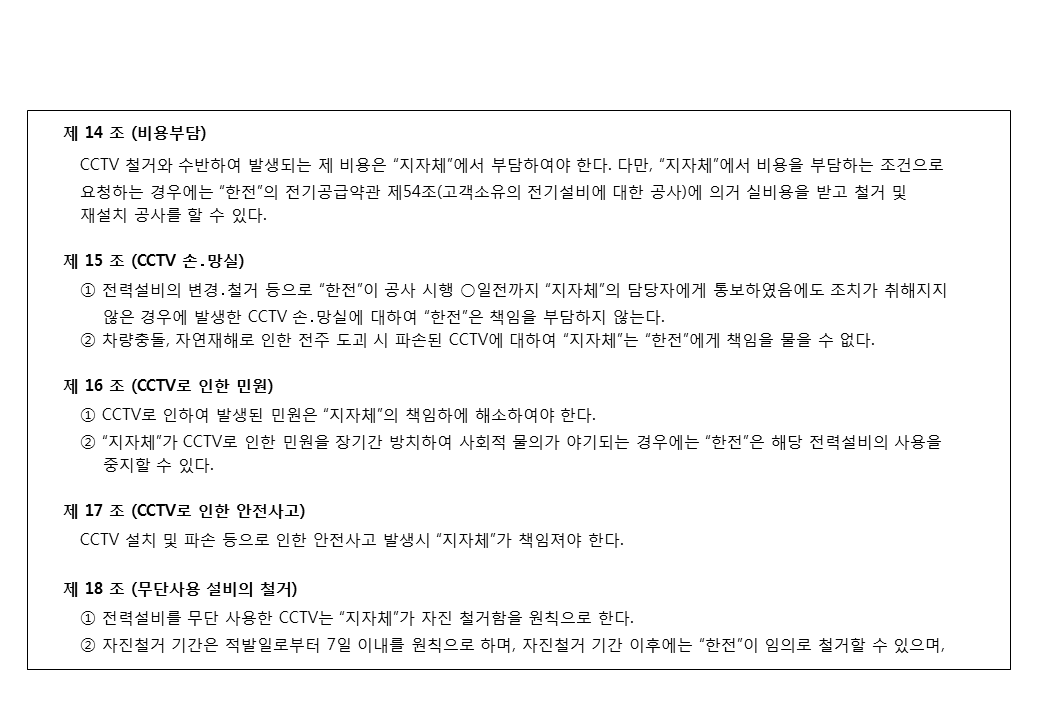 제 14 조 (비용부담)
CCTV 철거와 수반하여 발생되는 제 비용은 “지자체”에서 부담하여야 한다. 다만, “지자체”에서 비용을 부담하는 조건으로
요청하는 경우에는 “한전”의 전기공급약관 제54조(고객소유의 전기설비에 대한 공사)에 의거 실비용을 받고 철거 및
재설치 공사를 할 수 있다.
제 15 조 (CCTV 손.망실)
① 전력설비의 변경.철거 등으로 “한전”이 공사 시행 ○일전까지 “지자체”의 담당자에게 통보하였음에도 조치가 취해지지
않은 경우에 발생한 CCTV 손.망실에 대하여 “한전”은 책임을 부담하지 않는다.
② 차량충돌, 자연재해로 인한 전주 도괴 시 파손된 CCTV에 대하여 “지자체”는 “한전”에게 책임을 물을 수 없다.
제 16 조 (CCTV로 인한 민원)
① CCTV로 인하여 발생된 민원은 “지자체”의 책임하에 해소하여야 한다.
② “지자체”가 CCTV로 인한 민원을 장기간 방치하여 사회적 물의가 야기되는 경우에는 “한전”은 해당 전력설비의 사용을
중지할 수 있다.
제 17 조 (CCTV로 인한 안전사고)
CCTV 설치 및 파손 등으로 인한 안전사고 발생시 “지자체”가 책임져야 한다.
제 18 조 (무단사용 설비의 철거)
① 전력설비를 무단 사용한 CCTV는 “지자체”가 자진 철거함을 원칙으로 한다.
② 자진철거 기간은 적발일로부터 7일 이내를 원칙으로 하며, 자진철거 기간 이후에는 “한전”이 임의로 철거할 수 있으며,